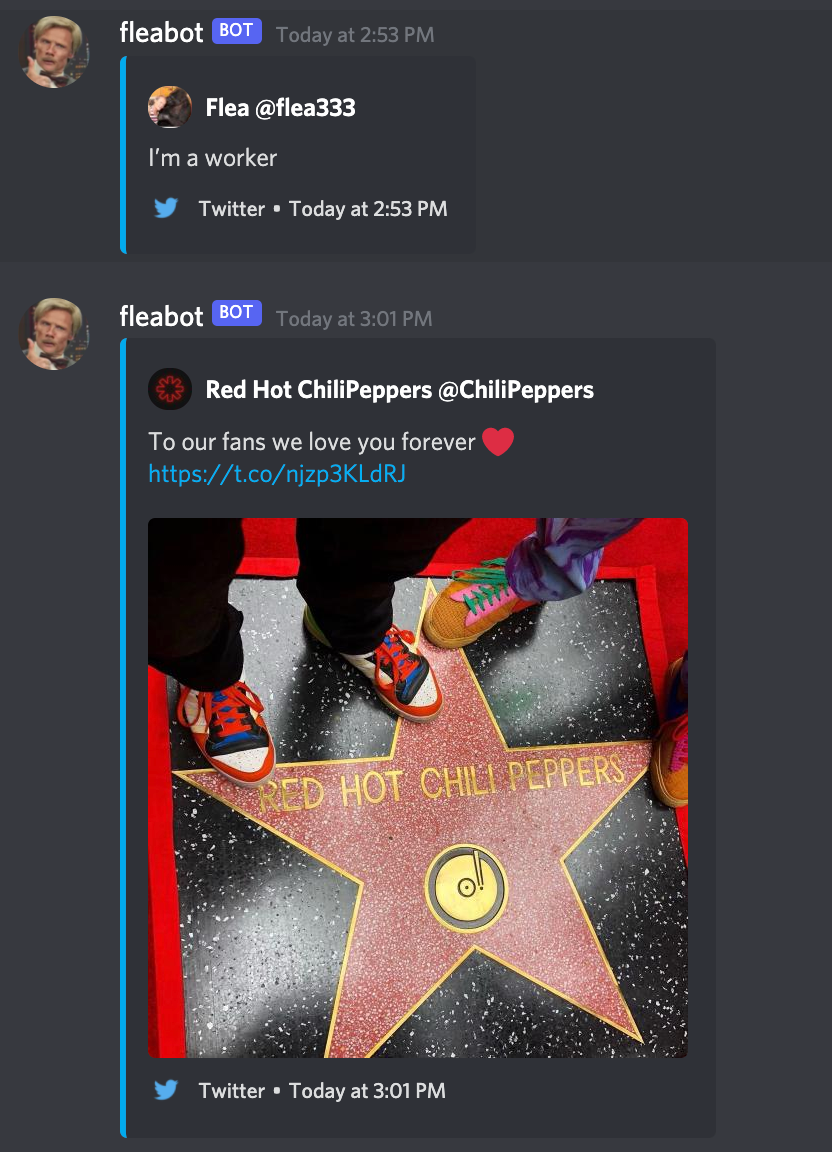 fleabot BOT Today at 2:53 PM
Flea @flea333
I'm a worker
Twitter • Today at 2:53 PM
fleabot BOT Today at 3:01 PM
Red Hot ChiliPeppers @ChiliPeppers
To our fans we love you forever ❤️
https://t.co/njzp3KLdRJ
RED HOT CHILI PEPPERS
Twitter • Today at 3:01 PM